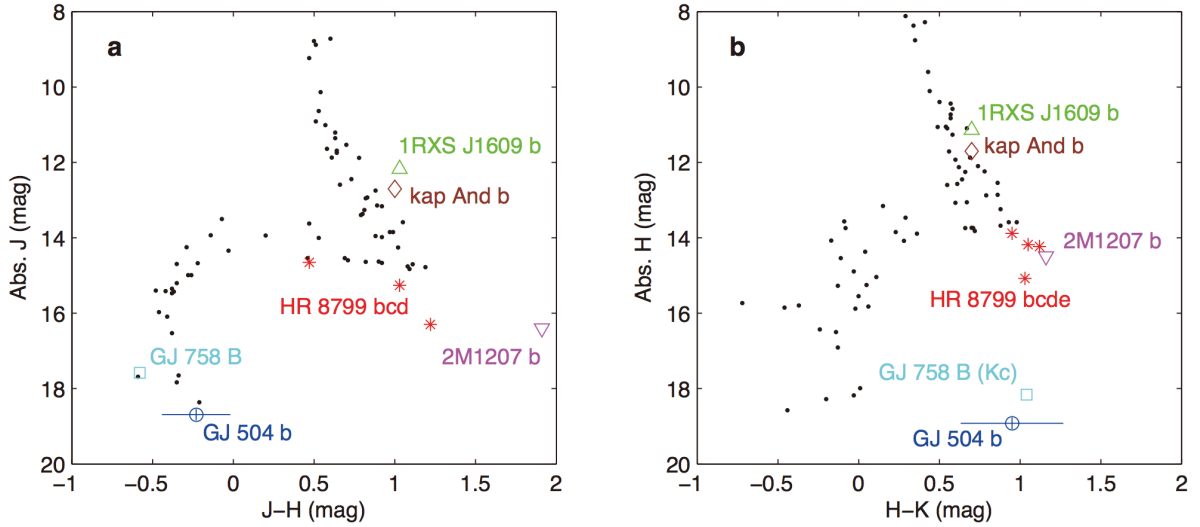 a
8
10
12
14
16
18
20
Abs. J (mag)
1RXS J1609 b
kap And b
HR 8799 bcd
2M1207 b
GJ 758 B
GJ 504 b
−1
−0.5
0
0.5
1
1.5
2
J−H (mag)
b
8
10
12
14
16
18
20
Abs. H (mag)
1RXS J1609 b
kap And b
2M1207 b
HR 8799 bcde
GJ 758 B (Kc)
GJ 504 b
−1
−0.5
0
0.5
1
1.5
2
H−K (mag)